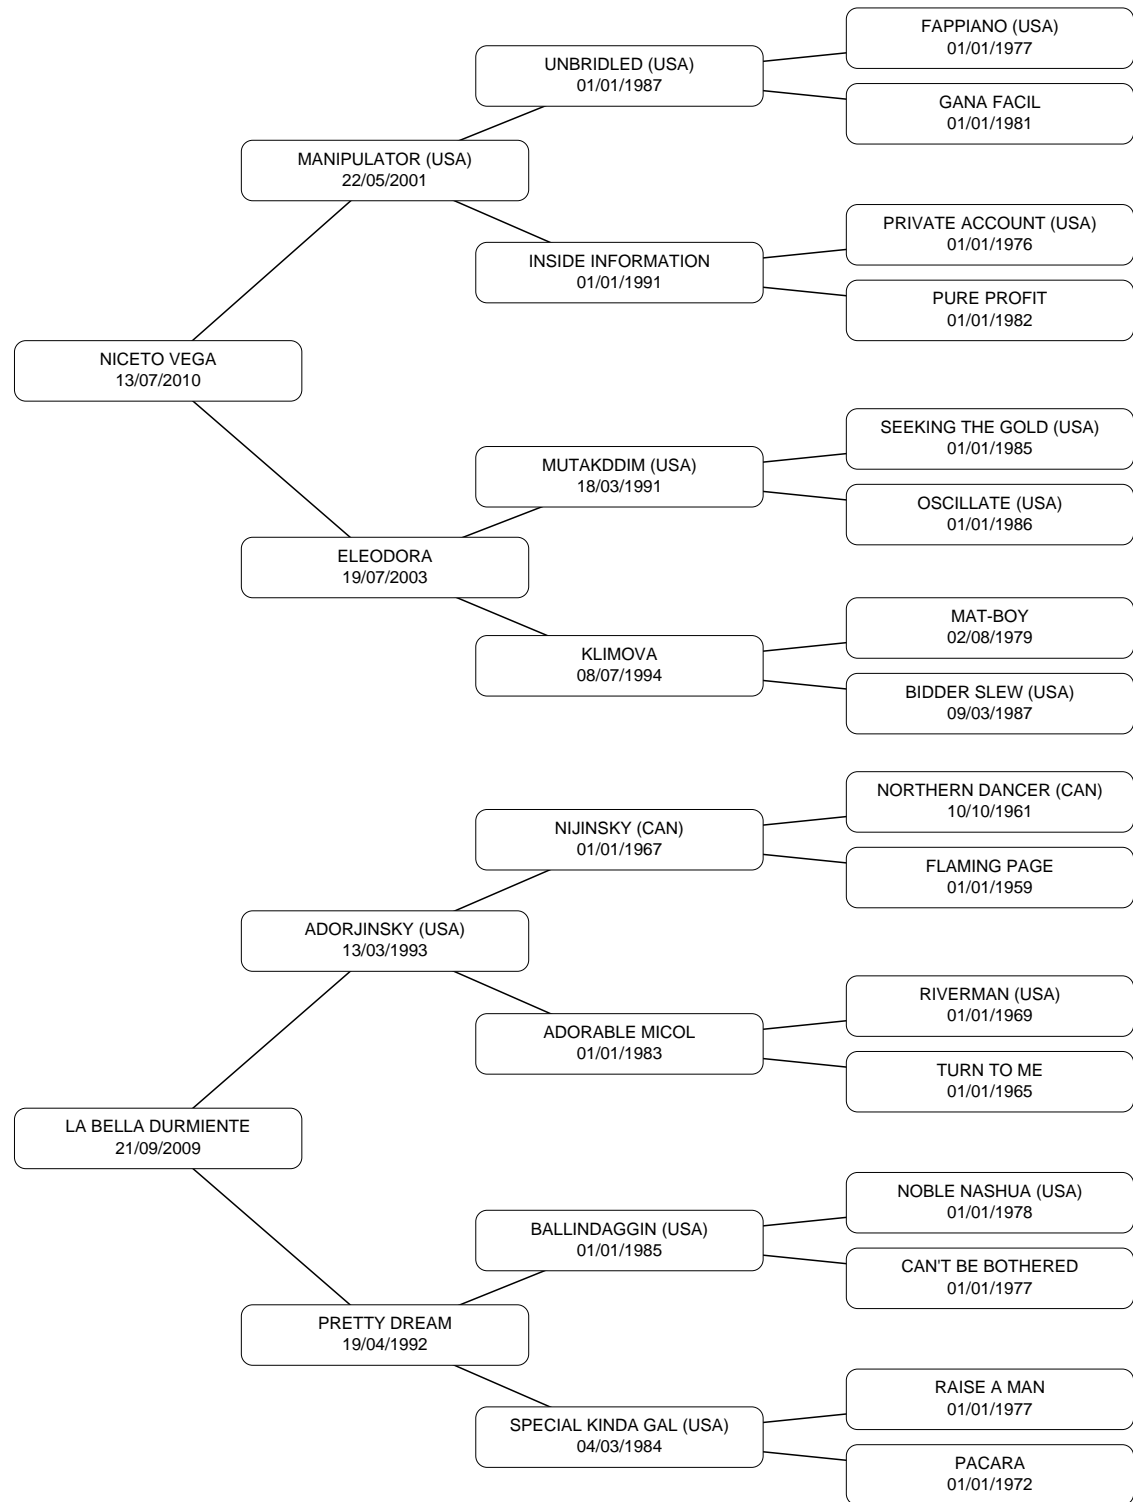 FAPPIANO (USA)
01/01/1977
UNBRIDLED (USA)
01/01/1987
GANA FACIL
01/01/1981
MANIPULATOR (USA)
22/05/2001
PRIVATE ACCOUNT (USA)
01/01/1976
INSIDE INFORMATION
01/01/1991
PURE PROFIT
01/01/1982
NICETO VEGA
13/07/2010
SEEKING THE GOLD (USA)
01/01/1985
MUTAKDDIM (USA)
18/03/1991
OSCILLATE (USA)
01/01/1986
ELEODORA
19/07/2003
MAT-BOY
02/08/1979
KLIMOVA
08/07/1994
BIDDER SLEW (USA)
09/03/1987
NORTHERN DANCER (CAN)
10/10/1961
NIJINSKY (CAN)
01/01/1967
FLAMING PAGE
01/01/1959
ADORJINSKY (USA)
13/03/1993
RIVERMAN (USA)
01/01/1969
ADORABLE MICOL
01/01/1983
TURN TO ME
01/01/1965
LA BELLA DURMIENTE
21/09/2009
NOBLE NASHUA (USA)
01/01/1978
BALLINDAGGIN (USA)
01/01/1985
CAN'T BE BOTHERED
01/01/1977
PRETTY DREAM
19/04/1992
RAISE A MAN
01/01/1977
SPECIAL KINDA GAL (USA)
04/03/1984
PACARA
01/01/1972